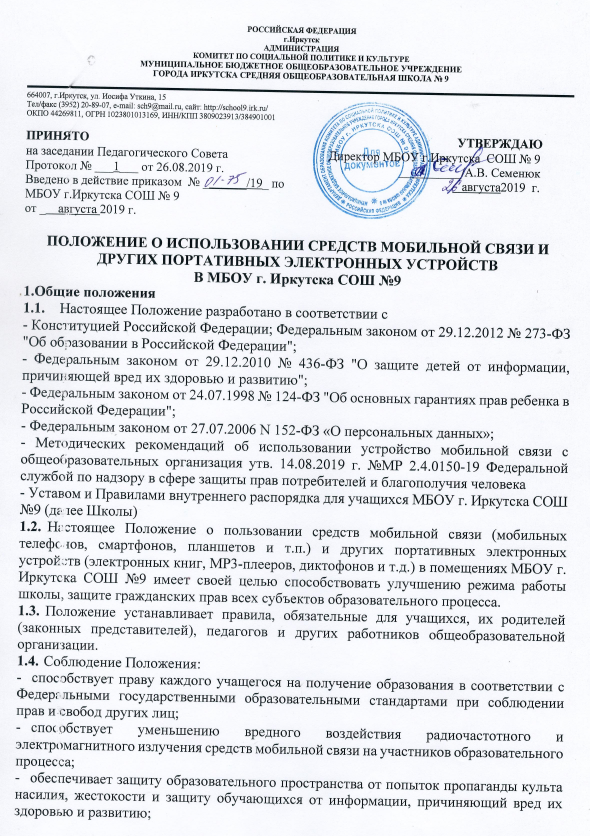 РОССИЙСКАЯ ФЕДЕРАЦИЯ
г.Иркутск
АДМИНИСТРАЦИЯ
КОМИТЕТ ПО СОЦИАЛЬНОЙ ПОЛИТИКЕ И КУЛЬТУРЕ
МУНИЦИПАЛЬНОЕ БЮДЖЕТНОЕ ОБЩЕОБРАЗОВАТЕЛЬНОЕ УЧРЕЖДЕНИЕ
ГОРОДА ИРКУТСКА СРЕДНЯЯ ОБЩЕОБРАЗОВАТЕЛЬНАЯ ШКОЛА № 9
664007, г.Иркутск, ул. Иосифа Уткина, 15
Тел/факс (3952) 20-89-07, e-mail: sch9@mail.ru, сайт: http://school9.irk.ru/
ОКПО 44269811, ОГРН 1023801013169, ИНН/КПП 3809023913/384901001
ПРИНЯТО
на заседании Педагогического Совета
Протокол № ___1___ от 26.08.2019 г.
Введено в действие приказом № 01-75 /19 по
МБОУ г.Иркутска СОШ № 9
от ___августа 2019 г.
Для документов
УТВЕРЖДАЮ
Директор МБОУ г.Иркутска СОШ № 9
А.В. Семенюк
26 августа2019 г.
ПОЛОЖЕНИЕ О ИСПОЛЬЗОВАНИИ СРЕДСТВ МОБИЛЬНОЙ СВЯЗИ И
ДРУГИХ ПОРТАТИВНЫХ ЭЛЕКТРОННЫХ УСТРОЙСТВ
В МБОУ г. Иркутска СОШ №9
1.Общие положения
1.1. Настоящее Положение разработано в соответствии с
- Конституцией Российской Федерации; Федеральным законом от 29.12.2012 № 273-ФЗ
"Об образовании в Российской Федерации";
- Федеральным законом от 29.12.2010 № 436-ФЗ "О защите детей от информации,
причиняющей вред их здоровью и развитию";
- Федеральным законом от 24.07.1998 № 124-ФЗ "Об основных гарантиях прав ребенка в
Российской Федерации";
- Федеральным законом от 27.07.2006 N 152-ФЗ «О персональных данных»;
- Методических рекомендаций об использовании устройство мобильной связи с
общеобразовательных организация утв. 14.08.2019 г. №МР 2.4.0150-19 Федеральной
службой по надзору в сфере защиты прав потребителей и благополучия человека
- Уставом и Правилами внутреннего распорядка для учащихся МБОУ г. Иркутска СОШ
№9 (далее Школы)
1.2. Настоящее Положение о пользовании средств мобильной связи (мобильных
телефонов, смартфонов, планшетов и т.п.) и других портативных электронных
устройств (электронных книг, МР3-плееров, диктофонов и т.д.) в помещениях МБОУ г.
Иркутска СОШ №9 имеет своей целью способствовать улучшению режима работы
школы, защите гражданских прав всех субъектов образовательного процесса.
1.3. Положение устанавливает правила, обязательные для учащихся, их родителей
(законных представителей), педагогов и других работников общеобразовательной
организации.
1.4. Соблюдение Положения:
- способствует праву каждого учащегося на получение образования в соответствии с
Федеральными государственными образовательными стандартами при соблюдении
прав и свобод других лиц;
- способствует уменьшению вредного воздействия радиочастотного и
электромагнитного излучения средств мобильной связи на участников образовательного
процесса;
- обеспечивает защиту образовательного пространства от попыток пропаганды культа
насилия, жестокости и защиту обучающихся от информации, причиняющий вред их
здоровью и развитию;